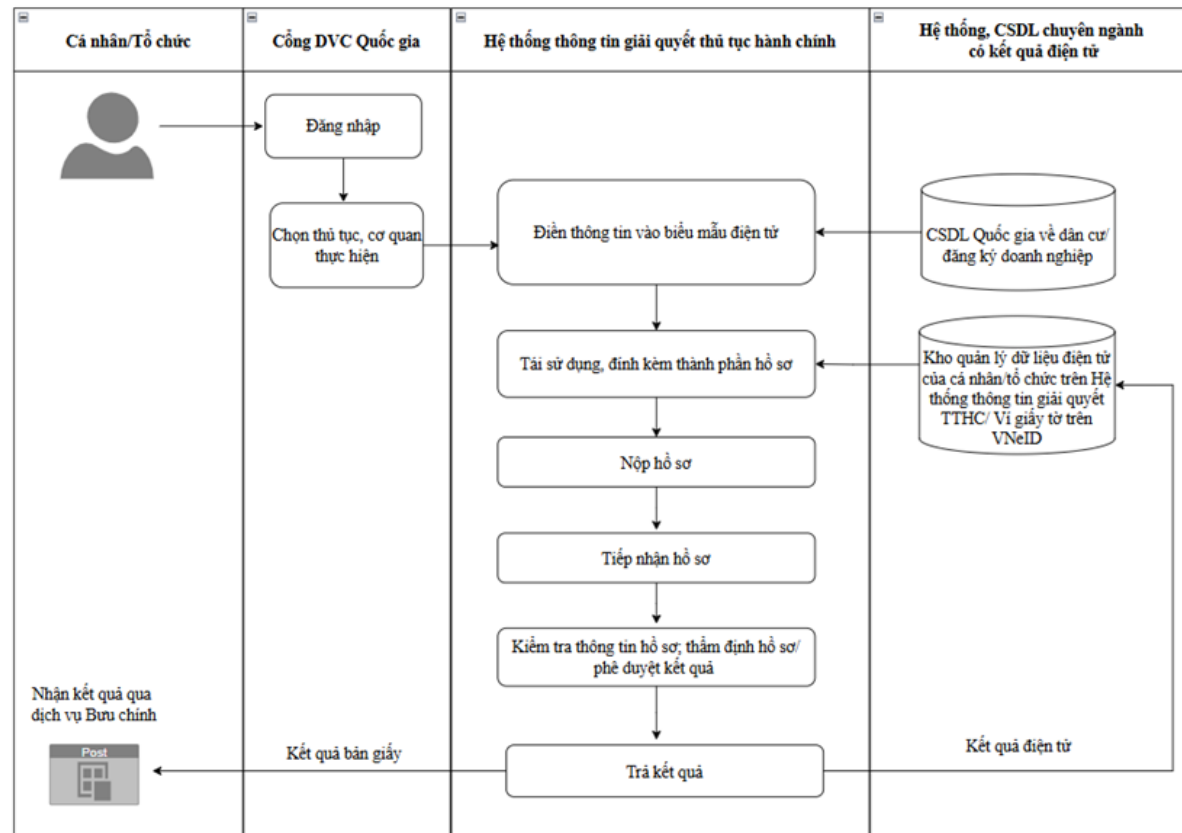 Cá nhân/Tổ chức
Cổng DVC Quốc gia
Hệ thống thông tin giải quyết thủ tục hành chính
Hệ thống, CSDL chuyên ngành
có kết quả điện tử
Đăng nhập
Chọn thủ tục, cơ quan
thực hiện
Điền thông tin vào biểu mẫu điện tử
CSDL Quốc gia về dân cư/
đăng ký doanh nghiệp
Tái sử dụng, đính kèm thành phần hồ sơ
Kho quản lý dữ liệu điện tử
của cá nhân/tổ chức trên Hệ
thống thông tin giải quyết
TTHC/ Ví giấy tờ trên
VNeID
Nộp hồ sơ
Tiếp nhận hồ sơ
Kiểm tra thông tin hồ sơ; thẩm định hồ sơ/
phê duyệt kết quả
Nhận kết quả qua
dịch vụ Bưu chính
Post
Kết quả bản giấy
Trả kết quả
Kết quả điện tử